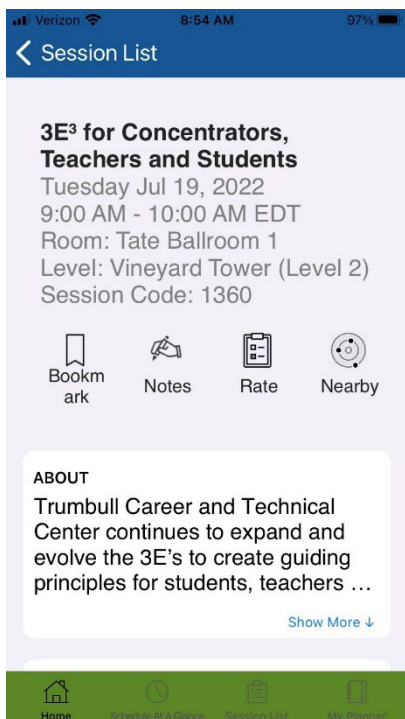 Verizon 8:54 AM 97%
Session List
3E³ for Concentrators,
Teachers and Students
Tuesday Jul 19, 2022
9:00 AM - 10:00 AM EDT
Room: Tate Ballroom 1
Level: Vineyard Tower (Level 2)
Session Code: 1360
Bookm
ark
Notes
Rate
Nearby
ABOUT
Trumbull Career and Technical
Center continues to expand and
evolve the 3E's to create guiding
principles for students, teachers ...
Show More ↓
Home Schedule At A Glance Session List My Planner